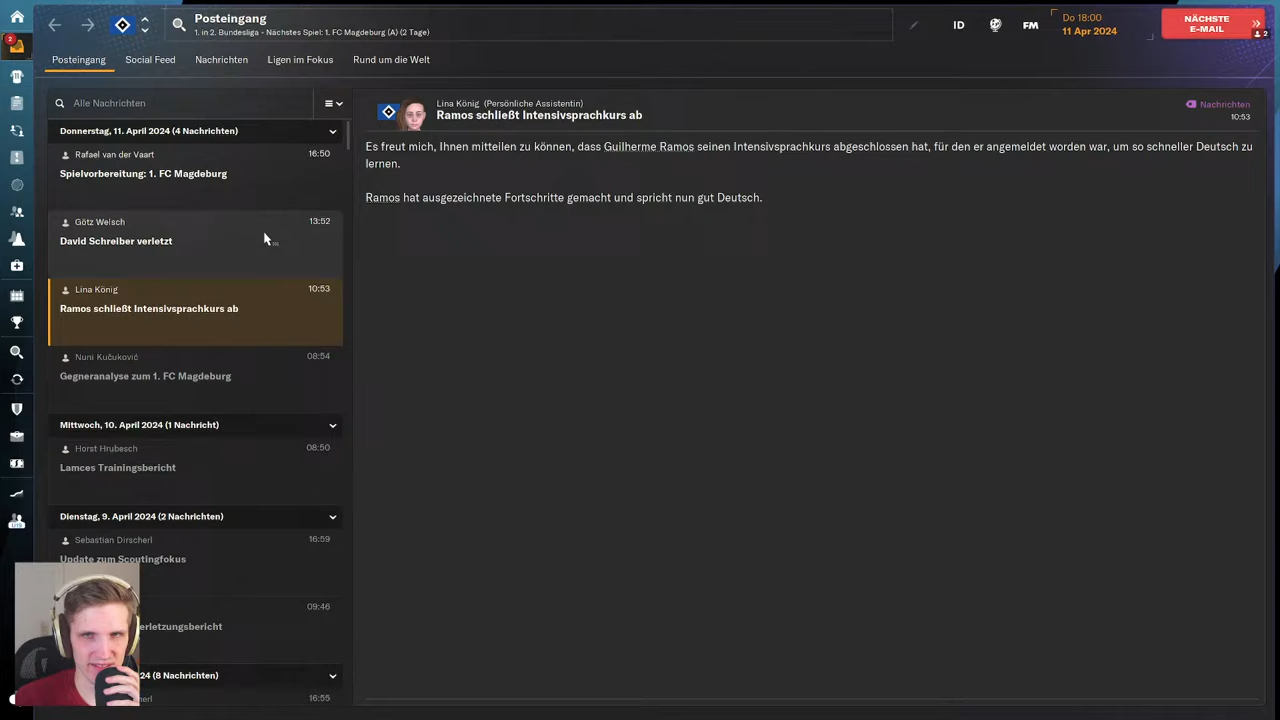 Posteingang
1. in 2. Bundesliga - Nächstes Spiel: 1. FC Magdeburg (A) (2 Tage)
ID
FM
Do 18:00
11 Apr 2024
NÄCHSTE
E-MAIL
2
2
Posteingang
Social Feed
Nachrichten
Ligen im Fokus
Rund um die Welt
Alle Nachrichten
Donnerstag, 11. April 2024 (4 Nachrichten)
Rafael van der Vaart
16:50
Spielvorbereitung: 1. FC Magdeburg
Götz Welsch
13:52
David Schreiber verletzt
Lina König
10:53
Ramos schließt Intensivsprachkurs ab
Nuni Kučuković
08:54
Gegneranalyse zum 1. FC Magdeburg
Mittwoch, 10. April 2024 (1 Nachricht)
Horst Hrubesch
08:50
Lamces Trainingsbericht
Dienstag, 9. April 2024 (2 Nachrichten)
Sebastian Dirscherl
16:59
Update zum Scoutingfokus
09:46
erletzungsbericht
24 (8 Nachrichten)
herl
16:55
U19
Lina König (Persönliche Assistentin)
Ramos schließt Intensivsprachkurs ab
Nachrichten
10:53
Es freut mich, Ihnen mitteilen zu können, dass Guilherme Ramos seinen Intensivsprachkurs abgeschlossen hat, für den er angemeldet worden war, um so schneller Deutsch zu
lernen.
Ramos hat ausgezeichnete Fortschritte gemacht und spricht nun gut Deutsch.